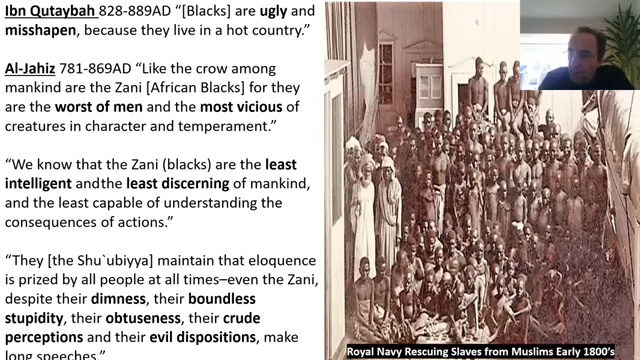 Ibn Qutaybah 828-889AD “[Blacks] are ugly and
misshapen, because they live in a hot country.”
Al-Jahiz 781-869AD “Like the crow among
mankind are the Zani [African Blacks] for they
are the worst of men and the most vicious of
creatures in character and temperament.”
“We know that the Zani (blacks) are the least
intelligent andthe least discerning of mankind,
and the least capable of understanding the
consequences of actions.”
“They [the Shu`ubiyya] maintain that eloquence
is prized by all people at all times–even the Zani,
despite their dimness, their boundless
stupidity, their obtuseness, their crude
perceptions and their evil dispositions, make
long speeches.”
Royal Navy Rescuing Slaves from Muslims Early 1800’s